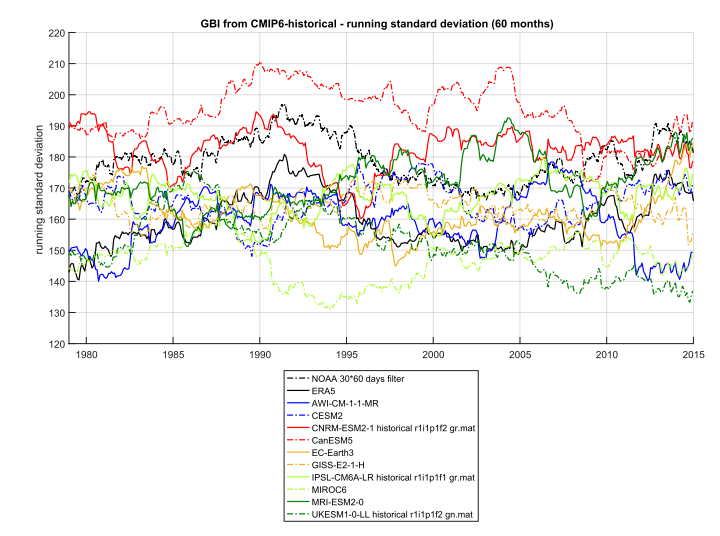 GBI from CMIP6-historical - running standard deviation (60 months)
running standard deviation
220
210
200
190
180
170
160
150
140
130
120
1980 1985 1990 1995 2000 2005 2010 2015
NOAA 30*60 days filter
ERA5
AWI-CM-1-1-MR
CESM2
CNRM-ESM2-1 historical r1i1p1f2 gr.mat
CanESM5
EC-Earth3
GISS-E2-1-H
IPSL-CM6A-LR historical r1i1p1f1 gr.mat
MIROC6
MRI-ESM2-0
UKESM1-0-LL historical r1i1p1f2 gn.mat